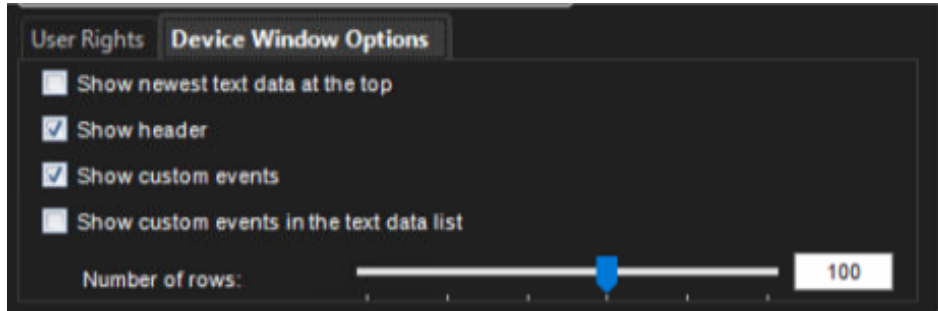 User Rights Device Window Options
Show newest text data at the top
Show header
Show custom events
Show custom events in the text data list
Number of rows: 100